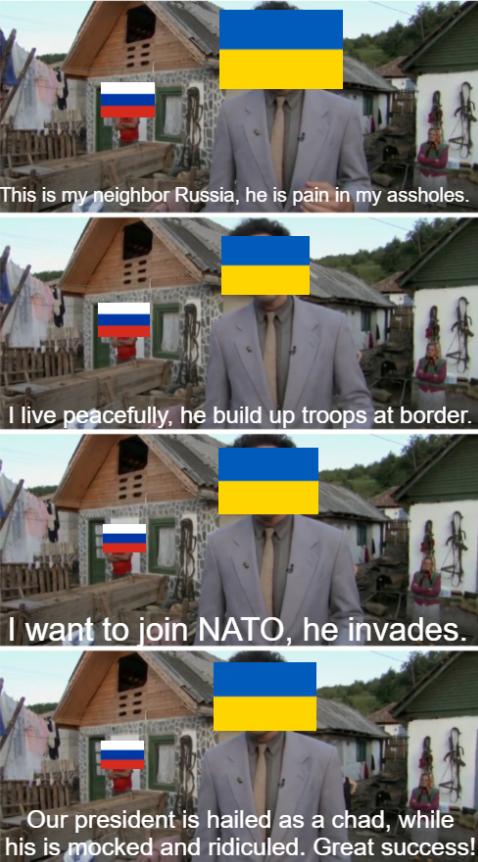 This is my neighbor Russia, he is pain in my assholes.
I live peacefully, he build up troops at border.
I want to join NATO, he invades.
Our president is hailed as a chad, while
his is mocked and ridiculed. Great success!